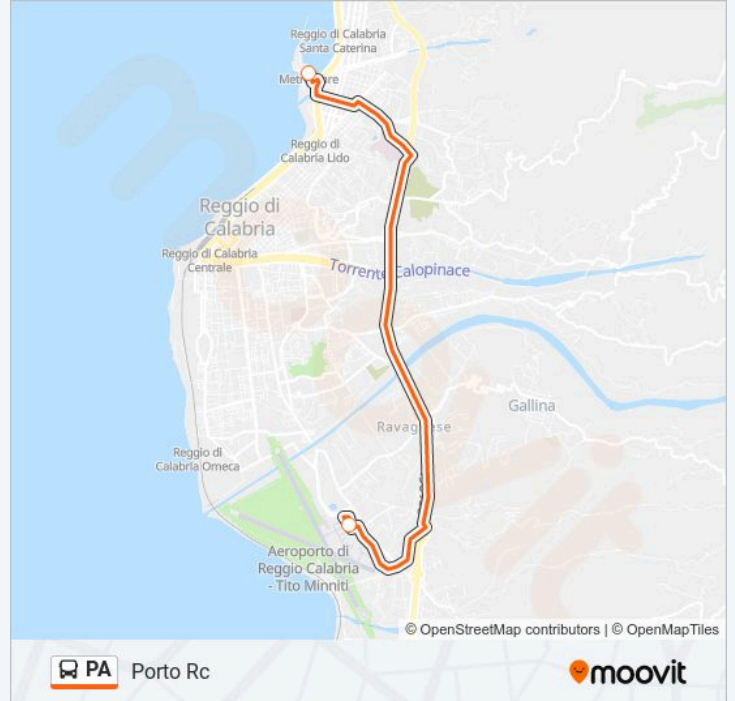 Reggio di Calabria
Santa Caterina
Reggio di
Calabria Lido
Reggio di
Calabria
Reggio di Calabria
Centrale
Torrente Calopinace
Gallina
Reggio di
Calabria Omeca
Aeroporto di
Reggio Calabria
- Tito Minniti
© OpenStreetMap contributors | © OpenMapTiles
PA Porto Rc
moovit